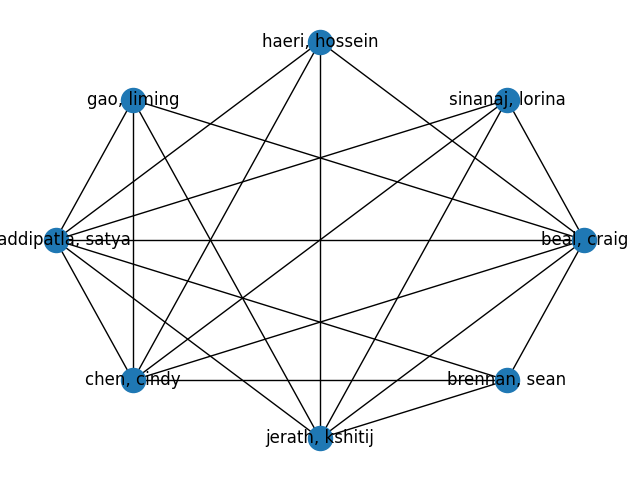 haeri, hossein
gao, liming
sinanaj, lorina
addipatla, satya
beal, craig
chen, cindy
brennan, sean
jerath, kshitij